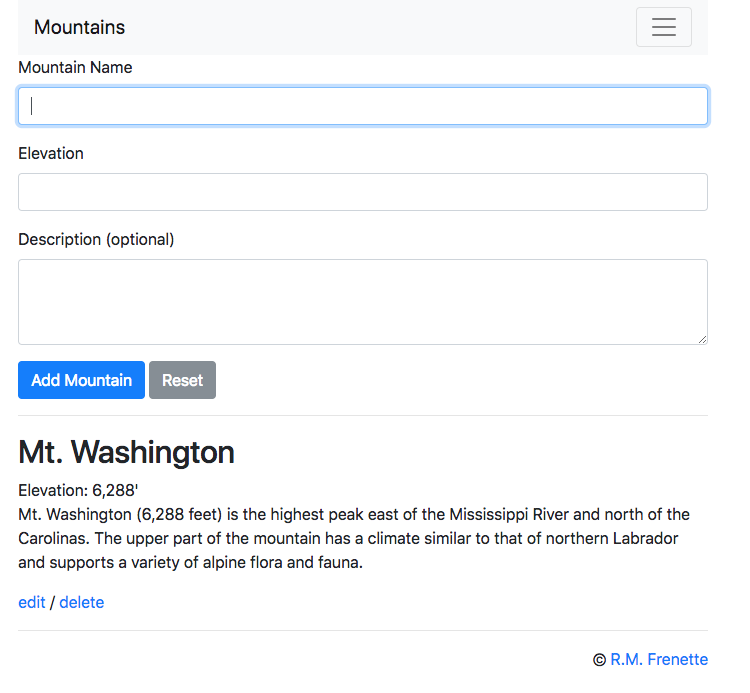 Mountains
Mountain Name
Elevation
Description (optional)
Add Mountain Reset
Mt. Washington
Elevation: 6,288'
Mt. Washington (6,288 feet) is the highest peak east of the Mississippi River and north of the
Carolinas. The upper part of the mountain has a climate similar to that of northern Labrador
and supports a variety of alpine flora and fauna.
edit / delete
© R.M. Frenette